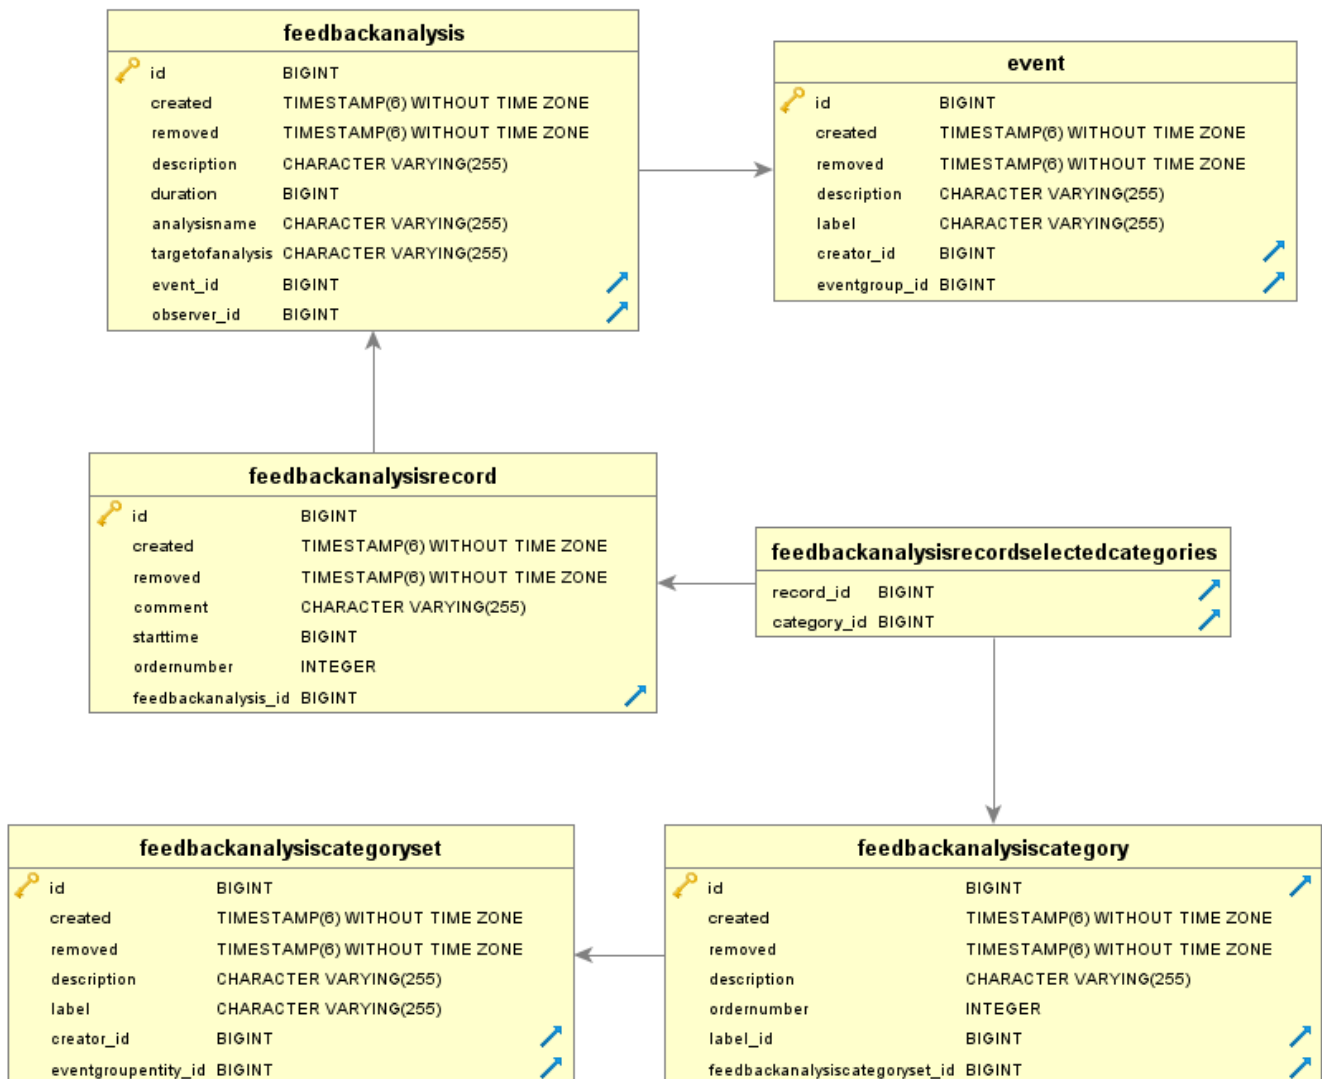 feedbackanalysis
id BIGINT
created TIMESTAMP(6) WITHOUT TIME ZONE
removed TIMESTAMP(6) WITHOUT TIME ZONE
description CHARACTER VARYING(255)
duration BIGINT
analysisname CHARACTER VARYING(255)
targetofanalysis CHARACTER VARYING(255)
event_id BIGINT
observer_id BIGINT
event
id BIGINT
created TIMESTAMP(6) WITHOUT TIME ZONE
removed TIMESTAMP(6) WITHOUT TIME ZONE
description CHARACTER VARYING(255)
label CHARACTER VARYING(255)
creator_id BIGINT
eventgroup_id BIGINT
feedbackanalysisrecord
id BIGINT
created TIMESTAMP(6) WITHOUT TIME ZONE
removed TIMESTAMP(6) WITHOUT TIME ZONE
comment CHARACTER VARYING(255)
starttime BIGINT
ordernumber INTEGER
feedbackanalysis_id BIGINT
feedbackanalysisrecordselectedcategories
record_id BIGINT
category_id BIGINT
feedbackanalysiscategoryset
id BIGINT
created TIMESTAMP(6) WITHOUT TIME ZONE
removed TIMESTAMP(6) WITHOUT TIME ZONE
description CHARACTER VARYING(255)
label CHARACTER VARYING(255)
creator_id BIGINT
eventgroupentity_id BIGINT
feedbackanalysiscategory
id BIGINT
created TIMESTAMP(6) WITHOUT TIME ZONE
removed TIMESTAMP(6) WITHOUT TIME ZONE
description CHARACTER VARYING(255)
ordernumber INTEGER
label_id BIGINT
feedbackanalysiscategoryset_id BIGINT